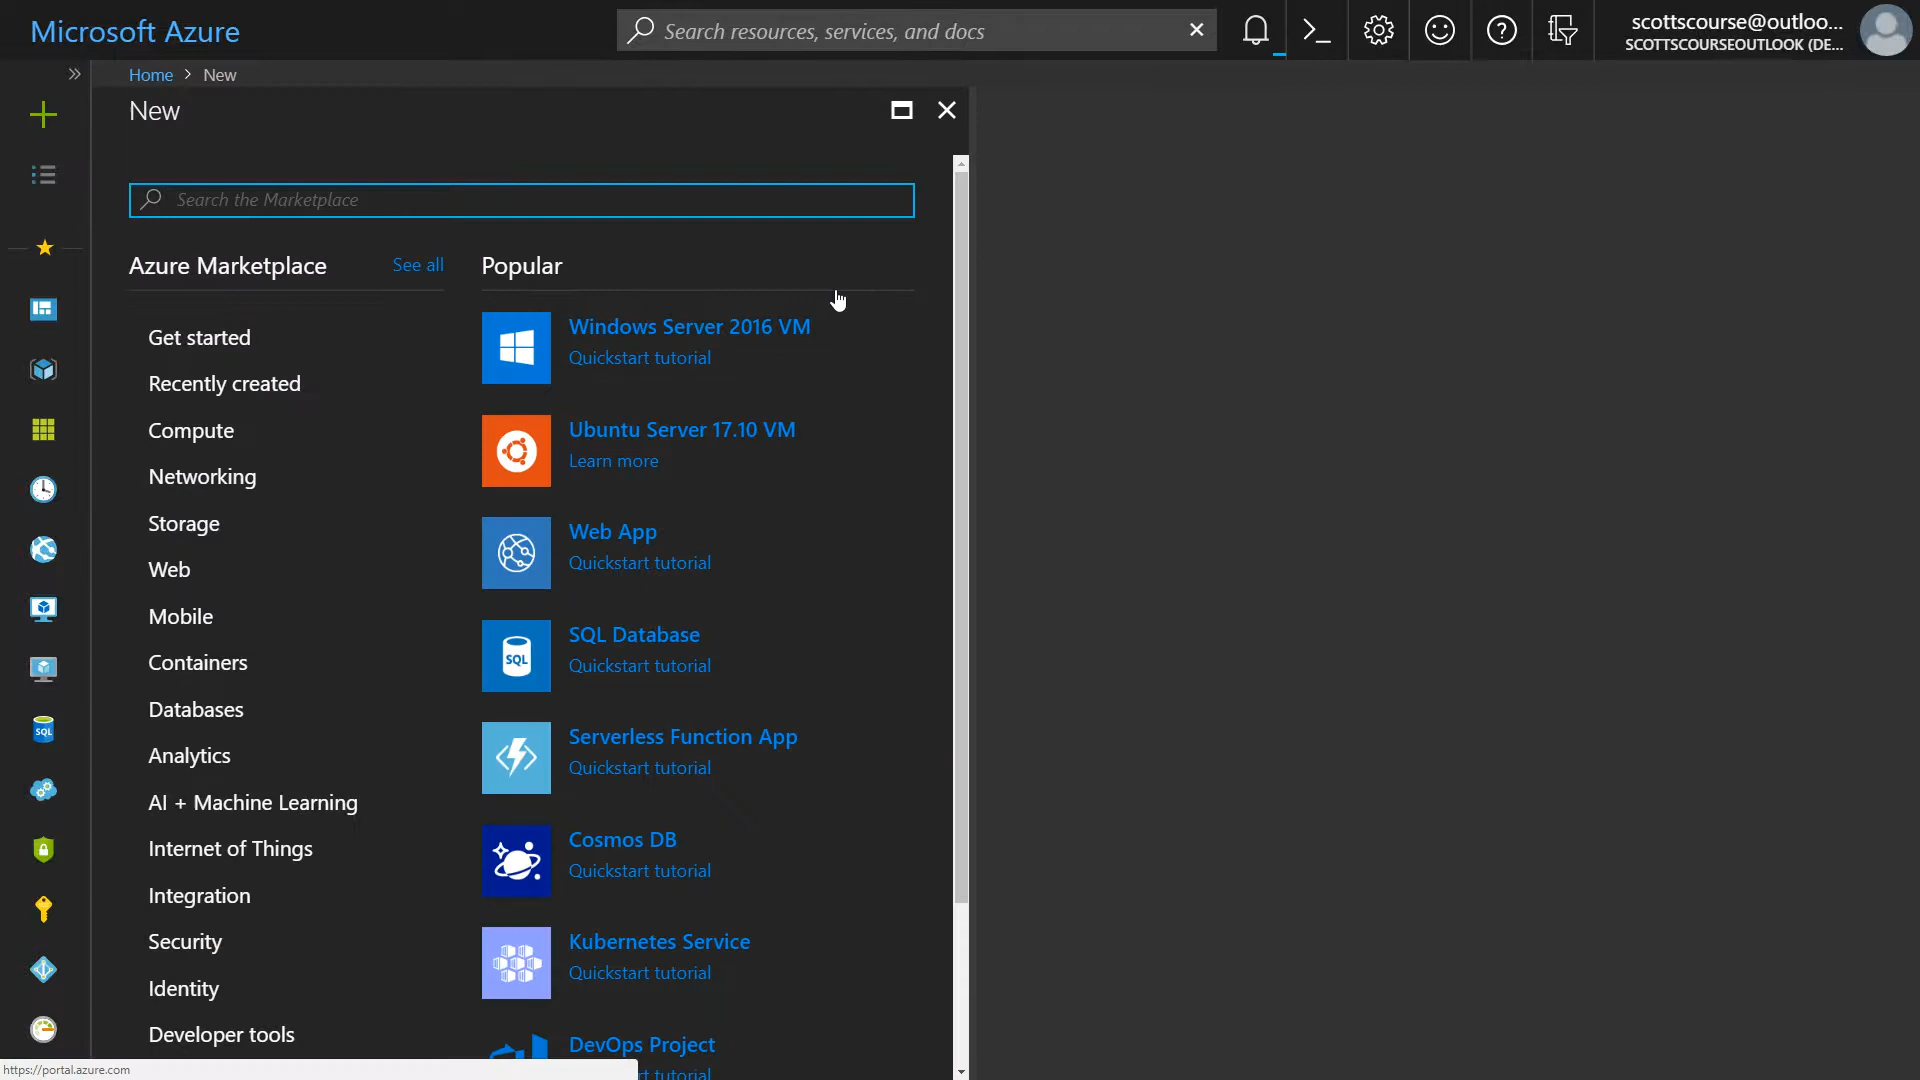 Microsoft Azure
Search resources, services, and docs
scottscourse@outloo...
SCOTTSCOURSEOUTLOOK (DE...
Home > New
New
Search the Marketplace
Azure Marketplace
See all
Popular
Get started
Recently created
Compute
Networking
Storage
Web
Mobile
Containers
Databases
Analytics
AI + Machine Learning
Internet of Things
Integration
Security
Identity
Developer tools
Windows Server 2016 VM
Quickstart tutorial
Ubuntu Server 17.10 VM
Learn more
Web App
Quickstart tutorial
SQL
SQL Database
Quickstart tutorial
Serverless Function App
Quickstart tutorial
Cosmos DB
Quickstart tutorial
Kubernetes Service
Quickstart tutorial
DevOps Project
rt tutorial
SQL
https://portal.azure.com